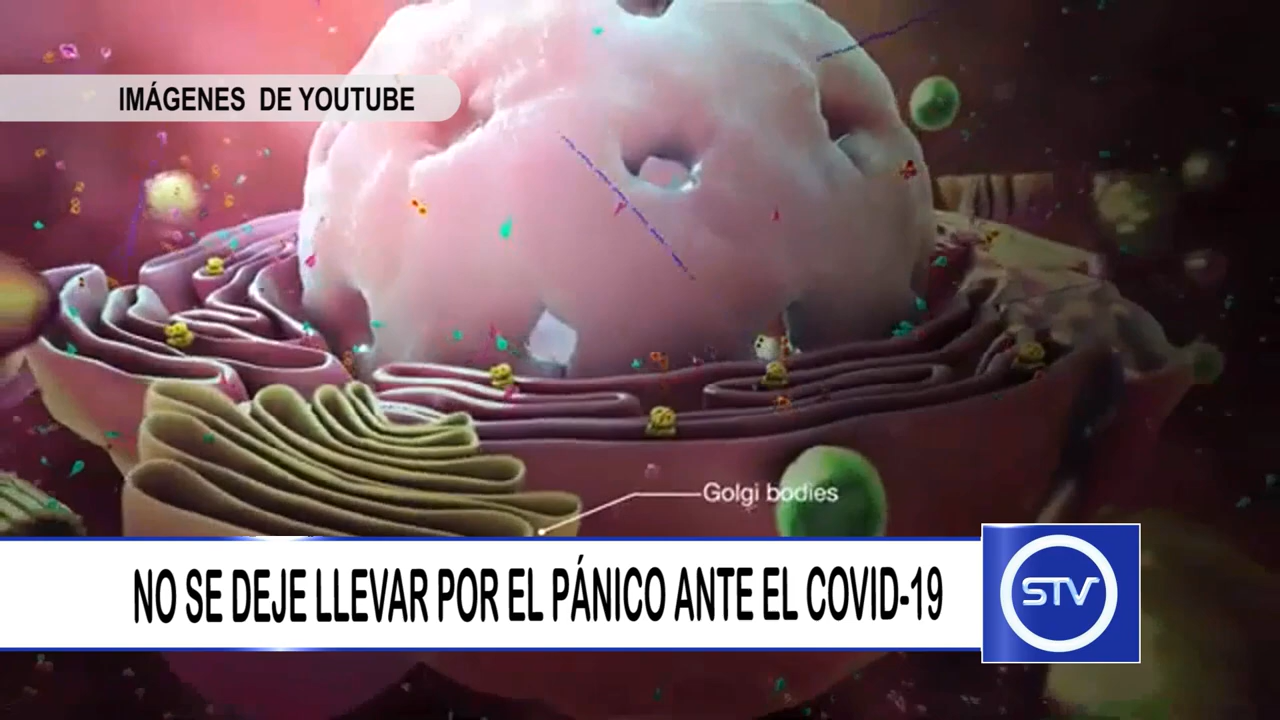 IMÁGENES DE YOUTUBE
Golgi bodies
NO SE DEJE LLEVAR POR EL PÁNICO ANTE EL COVID-19
STV